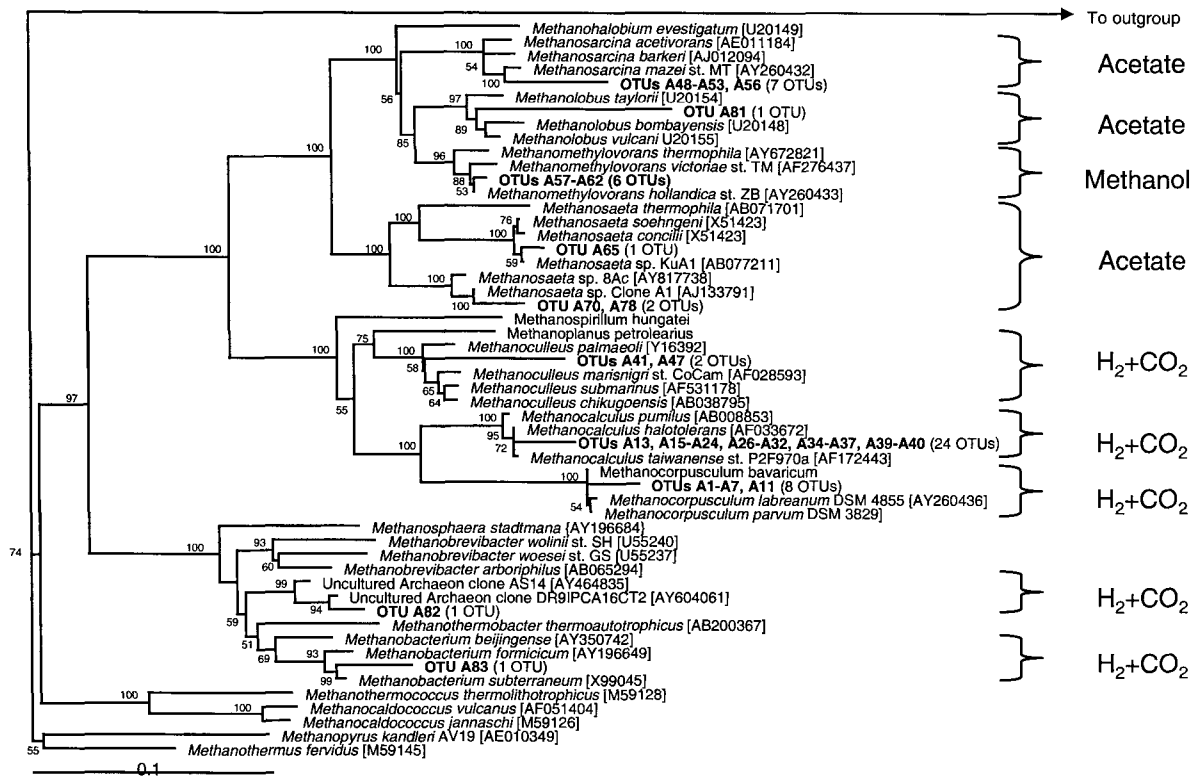 To outgroup
Methanohalobium evestigatum [U20149]
100
Methanosarcina acetivorans [AE011184]
100
Methanosarcina barkeri [AJ012094]
54
Methanosarcina mazei st. MT [AY260432]
100
OTUs A48-A53, A56 (7 OTUs)
Acetate
56
97
Methanolobus taylorii [U20154]
OTU A81 (1 OTU)
89
Methanolobus bombayensis [U20148]
Methanolobus vulcani U20155]
Acetate
85
100
96
Methanomethylovorans thermophila [AY672821]
Methanomethylovorans victoriae st. TM [AF276437]
88
OTUs A57-A62 (6 OTUs)
53
Methanomethylovorans hollandica st. ZB [AY260433]
Methanol
Methanosaeta thermophila [AB071701]
100
76
Methanosaeta soehngeni [X51423]
100
Methanosaeta concilii [X51423]
OTU A65 (1 OTU)
59
Methanosaeta sp. KuA1 [AB077211]
100
Methanosaeta sp. 8Ac [AY817738]
Methanosaeta sp. Clone A1 [AJ133791]
100
OTU A70, A78 (2 OTUs)
Acetate
100
Methanospirillum hungatei
100
75
Methanoplanus petrolearius
Methanoculleus palmaeoli [Y16392]
100
OTUs A41, A47 (2 OTUs)
58
Methanoculleus marisnigri st. CoCam [AF028593]
65
Methanoculleus submarinus [AF531178]
64
Methanoculleus chikugoensis [AB038795]
H2+CO2
55
97
100
Methanocalculus pumilus [AB008853]
95
Methanocalculus halotolerans [AF033672]
72
OTUs A13, A15-A24, A26-A32, A34-A37, A39-A40 (24 OTUs)
Methanocalculus taiwanense st. P2F970a [AF172443]
H2+CO2
100
Methanocorpusculum bavaricum
OTUs A1-A7, A11 (8 OTUs)
54
Methanocorpusculum labreanum DSM 4855 [AY260436]
Methanocorpusculum parvum DSM 3829]
H2+CO2
74
100
Methanosphaera stadtmana {AY196684}
93
Methanobrevibacter wolinii st. SH [U55240]
Methanobrevibacter woesei st. GS [U55237]
60
Methanobrevibacter arboriphilus [AB065294]
99
Uncultured Archaeon clone AS14 [AY464835]
Uncultured Archaeon clone DR9IPCA16CT2 [AY604061]
94
OTU A82 (1 OTU)
H2+CO2
59
Methanothermobacter thermoautotrophicus [AB200367]
51
Methanobacterium beijingense [AY350742]
69
93
Methanobacterium formicicum [AY196649]
OTU A83 (1 OTU)
99
Methanobacterium subterraneum [X99045]
H2+CO2
100
Methanothermococcus thermolithotrophicus [M59128]
100
Methanocaldococcus vulcanus [AF051404]
Methanocaldococcus jannaschi [M59126]
Methanopyrus kandleri AV19 [AE010349]
55
Methanothermus fervidus [M59145]
0.1